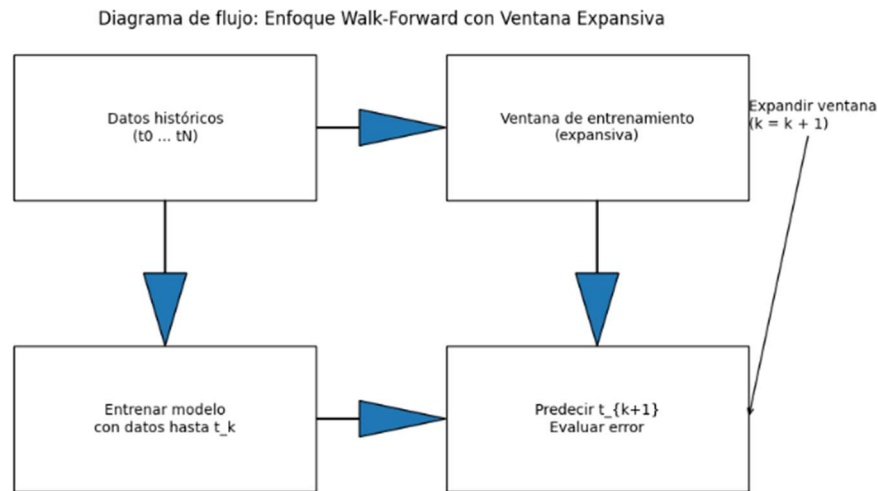 Diagrama de flujo: Enfoque Walk-Forward con Ventana Expansiva
Datos históricos
(t0 ... tN)
Ventana de entrenamiento
(expansiva)
Expandir ventana
(k = k + 1)
Entrenar modelo
con datos hasta t_k
Predecir t_{k+1}
Evaluar error